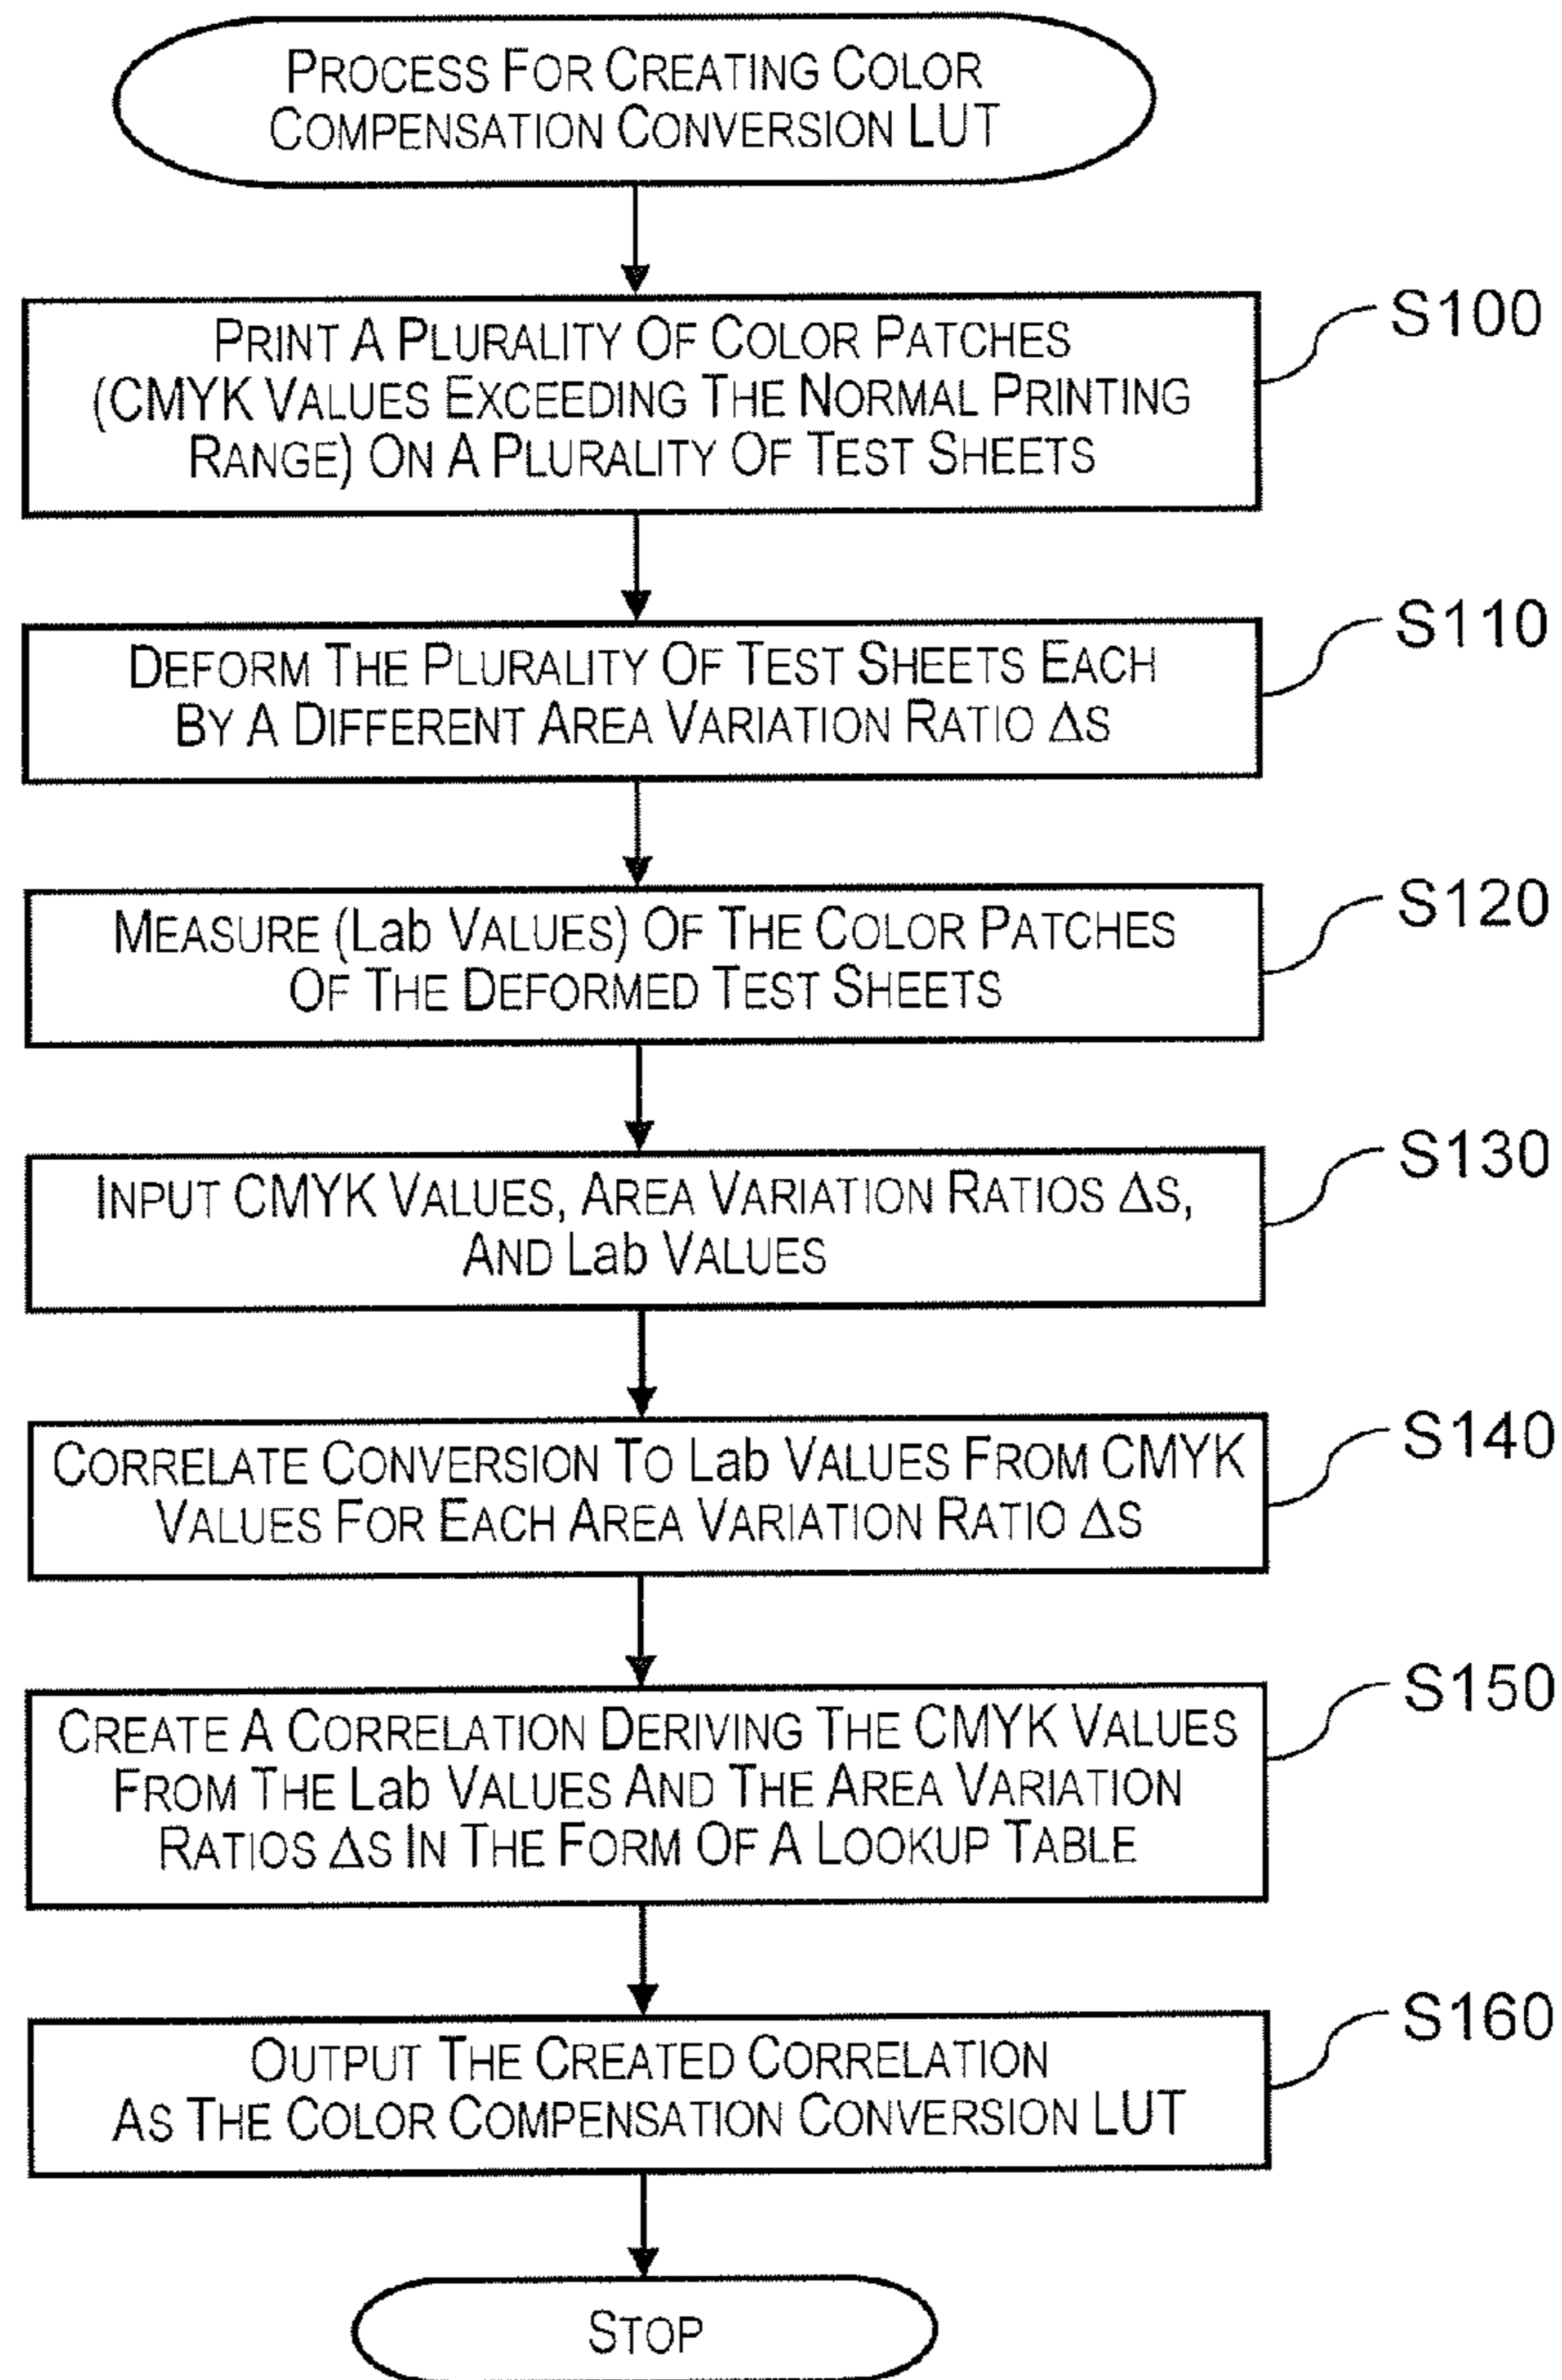 PROCESS FOR CREATING COLOR
COMPENSATION CONVERSION LUT
PRINT A PLURALITY OF COLOR PATCHES
(CMYK VALUES EXCEEDING THE NORMAL PRINTING
RANGE) ON A PLURALITY OF TEST SHEETS
S100
DEFORM THE PLURALITY OF TEST SHEETS EACH
BY A DIFFERENT AREA VARIATION RATIO ΔS
S110
MEASURE (Lab VALUES) OF THE COLOR PATCHES
OF THE DEFORMED TEST SHEETS
S120
INPUT CMYK VALUES, AREA VARIATION RATIOS ΔS,
AND Lab VALUES
S130
CORRELATE CONVERSION TO Lab VALUES FROM CMYK
VALUES FOR EACH AREA VARIATION RATIO ΔS
S140
CREATE A CORRELATION DERIVING THE CMYK VALUES
FROM THE Lab VALUES AND THE AREA VARIATION
RATIOS ΔS IN THE FORM OF A LOOKUP TABLE
S150
OUTPUT THE CREATED CORRELATION
AS THE COLOR COMPENSATION CONVERSION LUT
S160
STOP